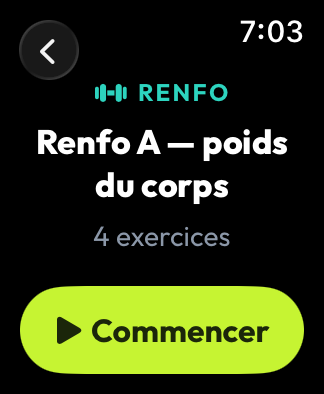 7:03
RENFO
Renfo A — poids
du corps
4 exercices
Commencer